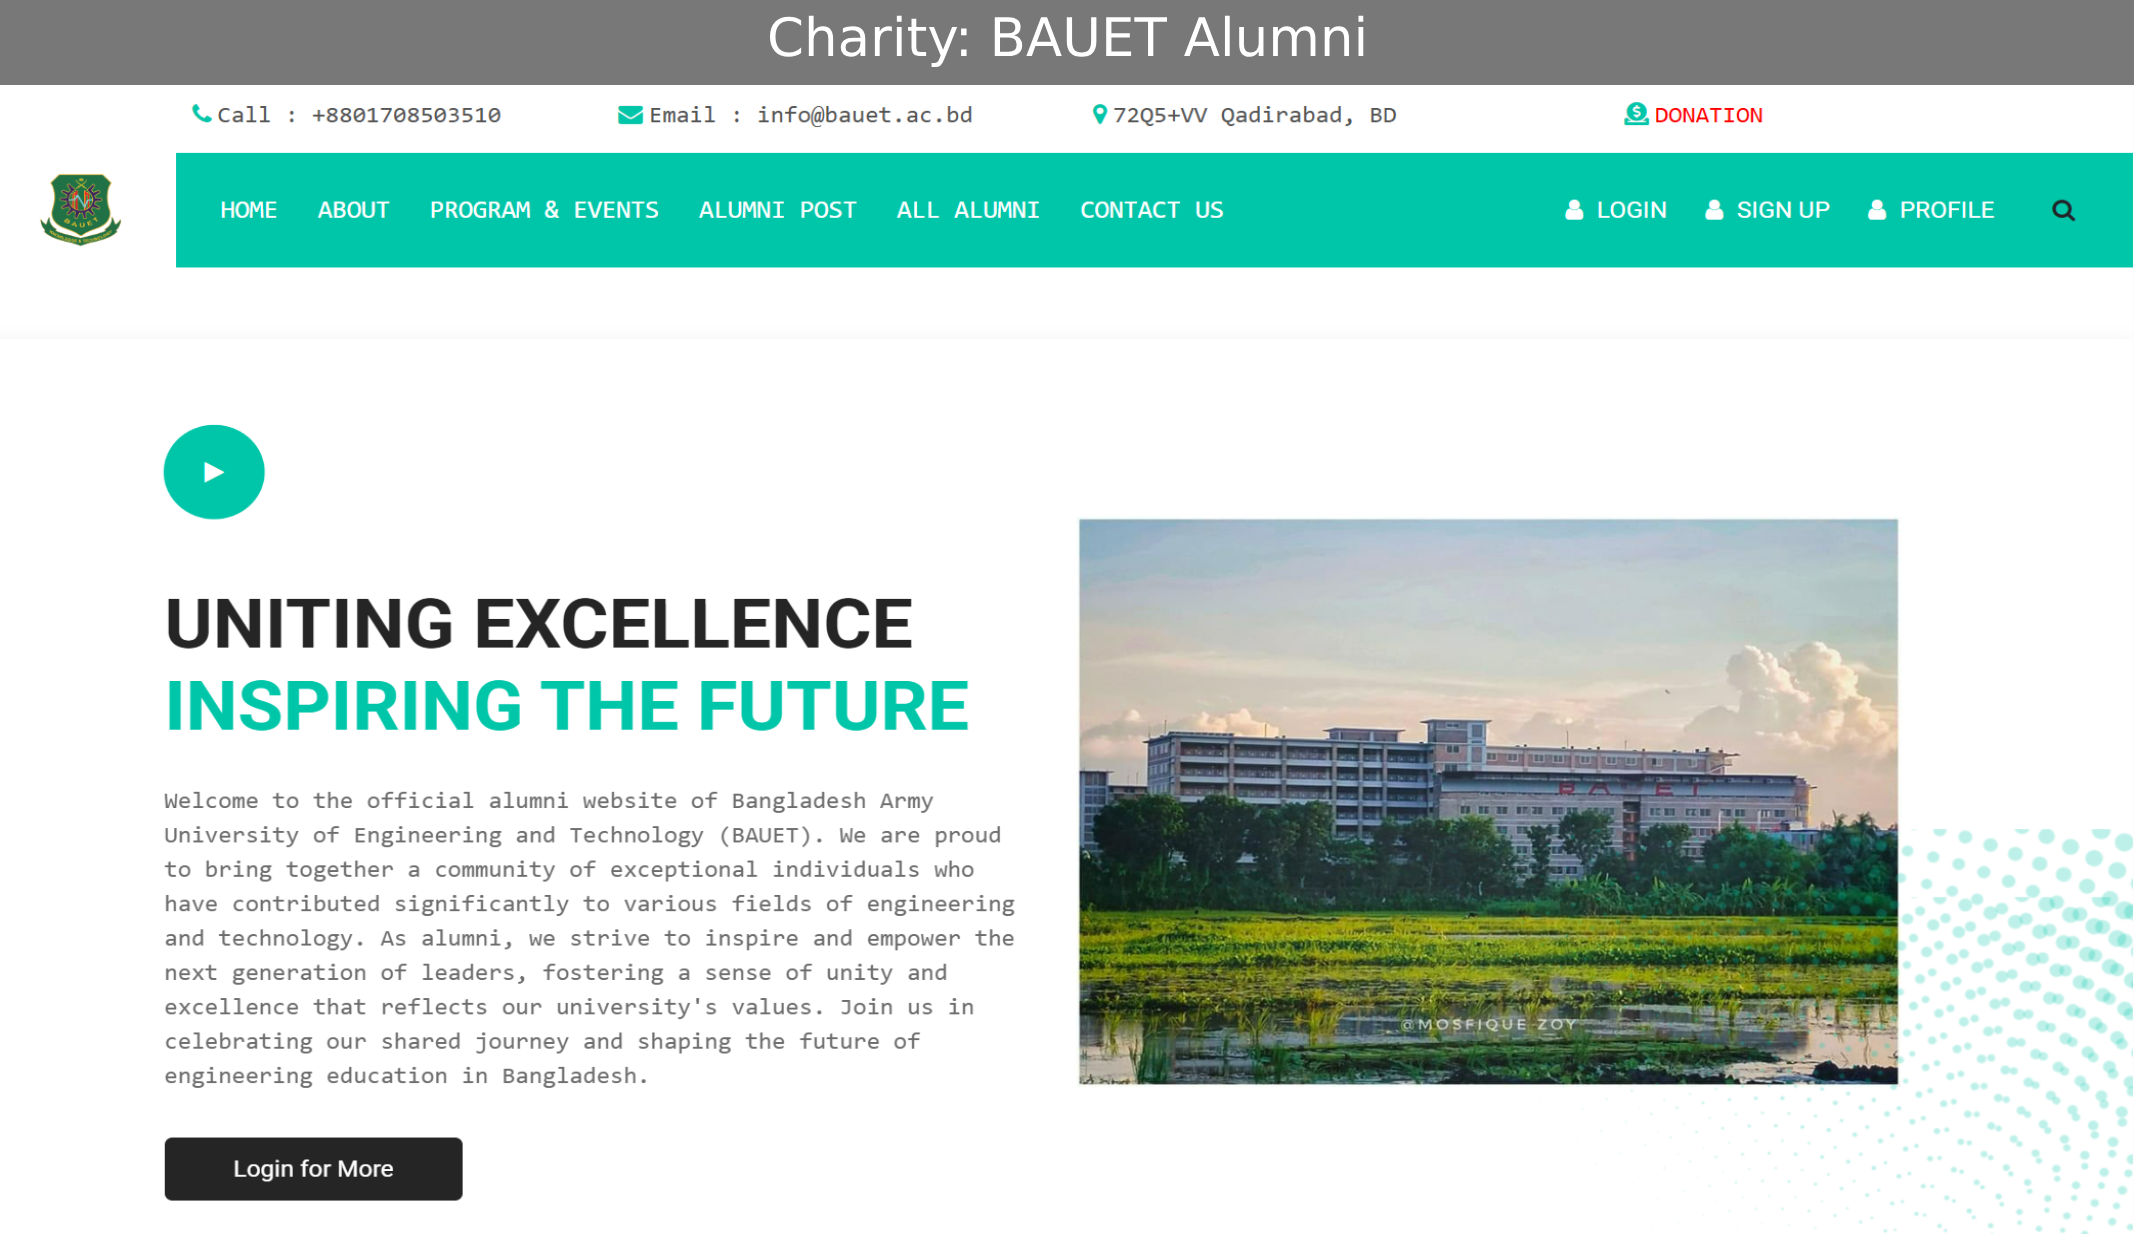 Charity: BAUET Alumni
Call : +8801708503510
Email : info@bauet.ac.bd
72Q5+VV Qadirabad, BD
DONATION
BAUET
HOME
ABOUT
PROGRAM & EVENTS
ALUMNI POST
ALL ALUMNI
CONTACT US
LOGIN
SIGN UP
PROFILE
UNITING EXCELLENCE
INSPIRING THE FUTURE
Welcome to the official alumni website of Bangladesh Army
University of Engineering and Technology (BAUET). We are proud
to bring together a community of exceptional individuals who
have contributed significantly to various fields of engineering
and technology. As alumni, we strive to inspire and empower the
next generation of leaders, fostering a sense of unity and
excellence that reflects our university's values. Join us in
celebrating our shared journey and shaping the future of
engineering education in Bangladesh.
Login for More
BAUET
@MOSFIQUE ZOY